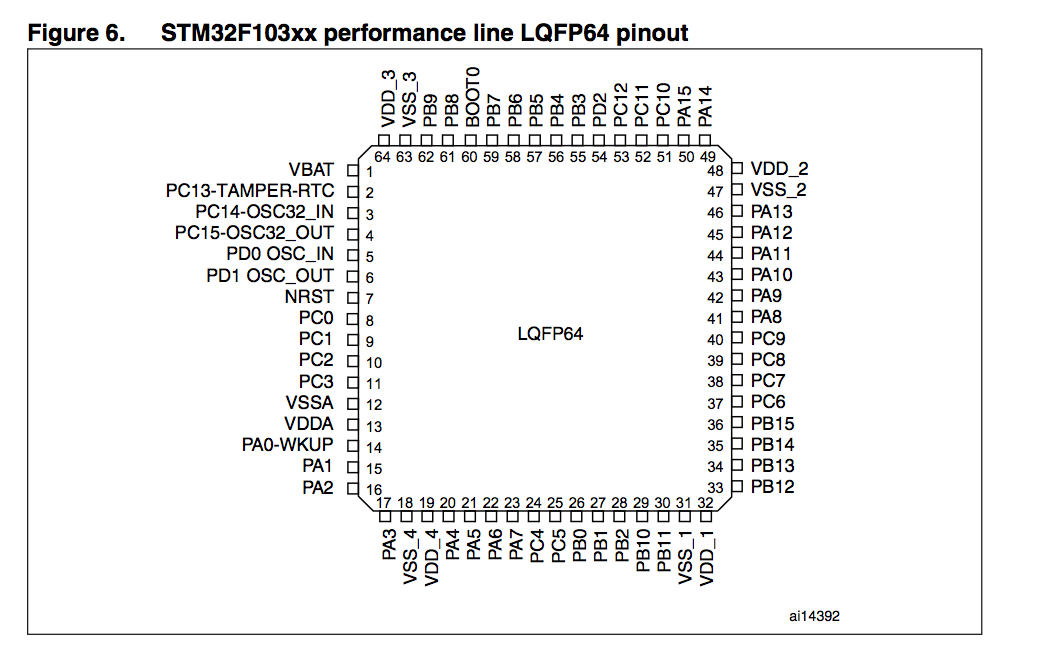 Figure 6. STM32F103xx performance line LQFP64 pinout
VDD_3 VSS_3 PB9 PB8 BOOT0 PB7 PB6 PB5 PB4 PB3 PD2 PC12 PC11 PC10 PA15 PA14
64 63 62 61 60 59 58 57 56 55 54 53 52 51 50 49
VBAT 1 48 VDD_2
PC13-TAMPER-RTC 2 47 VSS_2
PC14-OSC32_IN 3 46 PA13
PC15-OSC32_OUT 4 45 PA12
PD0 OSC_IN 5 44 PA11
PD1 OSC_OUT 6 43 PA10
NRST 7 42 PA9
PC0 8 41 PA8
PC1 9 40 PC9
LQFP64
PC2 10 39 PC8
PC3 11 38 PC7
VSSA 12 37 PC6
VDDA 13 36 PB15
PA0-WKUP 14 35 PB14
PA1 15 34 PB13
PA2 16 33 PB12
17 18 19 20 21 22 23 24 25 26 27 28 29 30 31 32
PA3 VSS_4 VDD_4 PA4 PA5 PA6 PA7 PC4 PC5 PB0 PB1 PB2 PB10 PB11 VSS_1 VDD_1
ai14392